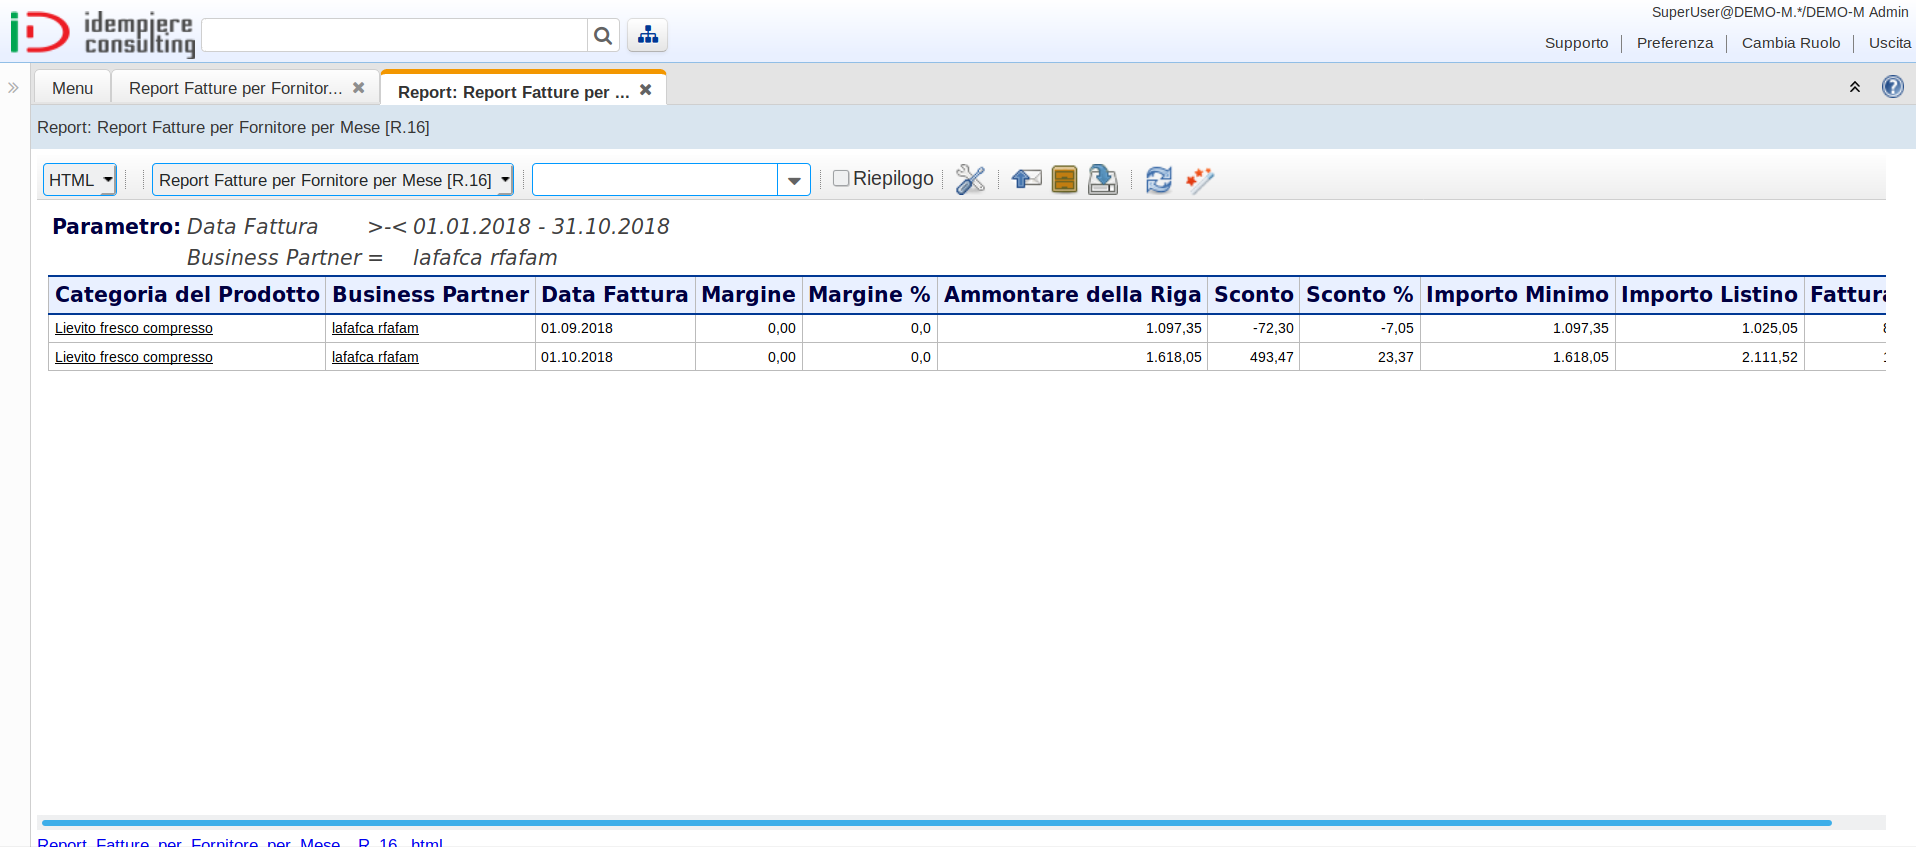 SuperUser@DEMO-M.*/DEMO-M Admin
idempiere
consulting
Supporto
Preferenza
Cambia Ruolo
Uscita
Menu
Report Fatture per Fornitor...
Report: Report Fatture per ...
Report: Report Fatture per Fornitore per Mese [R.16]
HTML
Report Fatture per Fornitore per Mese [R.16]
Riepilogo
Parametro: Data Fattura >-< 01.01.2018 - 31.10.2018
Business Partner = lafafca rfafam
Categoria del Prodotto Business Partner Data Fattura Margine Margine % Ammontare della Riga Sconto Sconto % Importo Minimo Importo Listino Fattura
Lievito fresco compresso lafafca rfafam 01.09.2018 0,00 0,0 1.097,35 -72,30 -7,05 1.097,35 1.025,05
Lievito fresco compresso lafafca rfafam 01.10.2018 0,00 0,0 1.618,05 493,47 23,37 1.618,05 2.111,52
Report_Fatture_per_Fornitore_per_Mese__R_16_.html